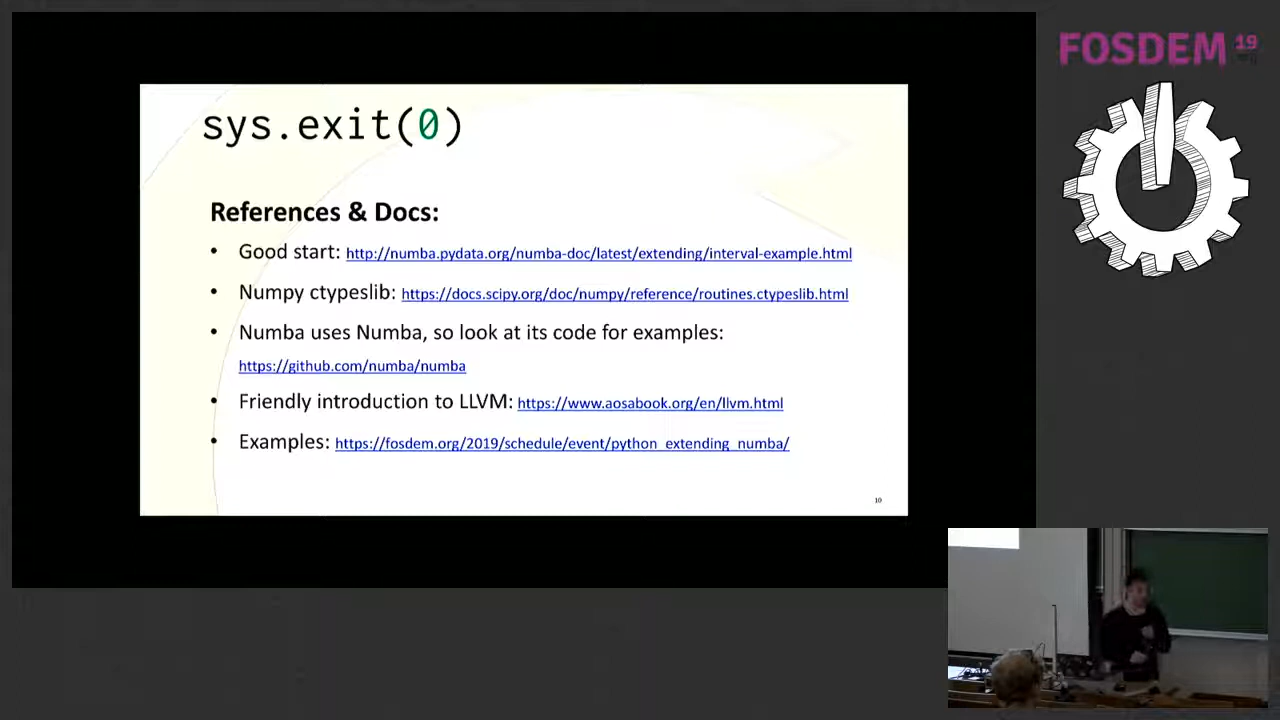 FOSDEM 19
sys.exit(0)
References & Docs:
• Good start: http://numba.pydata.org/numba-doc/latest/extending/interval-example.html
• Numpy ctypeslib: https://docs.scipy.org/doc/numpy/reference/routines.ctypeslib.html
• Numba uses Numba, so look at its code for examples:
https://github.com/numba/numba
• Friendly introduction to LLVM: https://www.aosabook.org/en/llvm.html
• Examples: https://fosdem.org/2019/schedule/event/python_extending_numba/
10